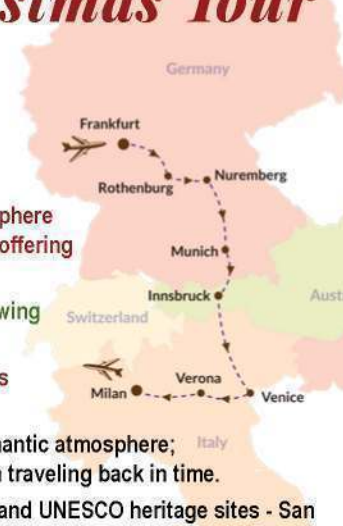 stmas Tour
Germany
Frankfurt
Rothenburg
Nuremberg
phere
offering
Munich
Innsbruck
Aust
wing
Switzerland
s
Verona
Milan
Venice
nantic atmosphere;
Italy
n traveling back in time.
and UNESCO heritage sites - San